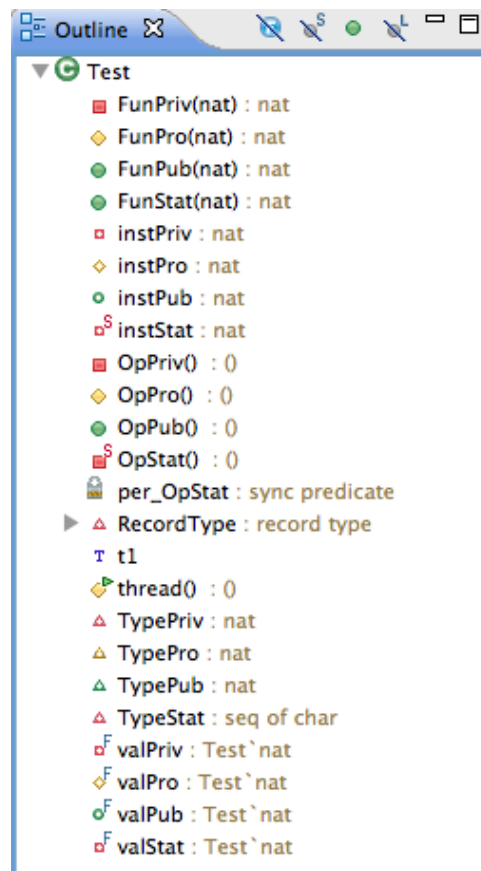 Outline
Test
FunPriv(nat) : nat
FunPro(nat) : nat
FunPub(nat) : nat
FunStat(nat) : nat
instPriv : nat
instPro : nat
instPub : nat
S instStat : nat
OpPriv() : ()
OpPro() : ()
OpPub() : ()
S OpStat() : ()
per_OpStat : sync predicate
RecordType : record type
T t1
thread() : ()
TypePriv : nat
TypePro : nat
TypePub : nat
TypeStat : seq of char
F valPriv : Test`nat
F valPro : Test`nat
F valPub : Test`nat
F valStat : Test`nat